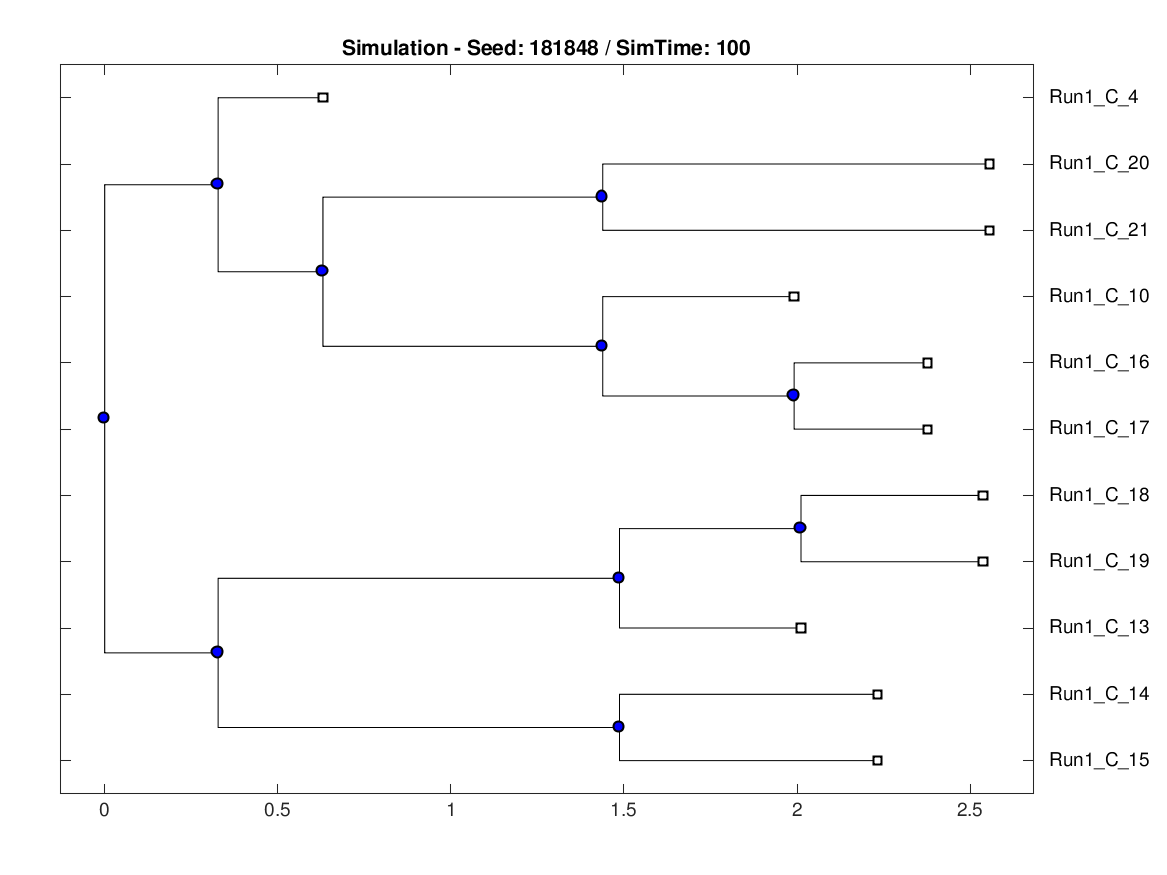 Simulation - Seed: 181848 / SimTime: 100
Run1_C_4
Run1_C_20
Run1_C_21
Run1_C_10
Run1_C_16
Run1_C_17
Run1_C_18
Run1_C_19
Run1_C_13
Run1_C_14
Run1_C_15
0 0.5 1 1.5 2 2.5